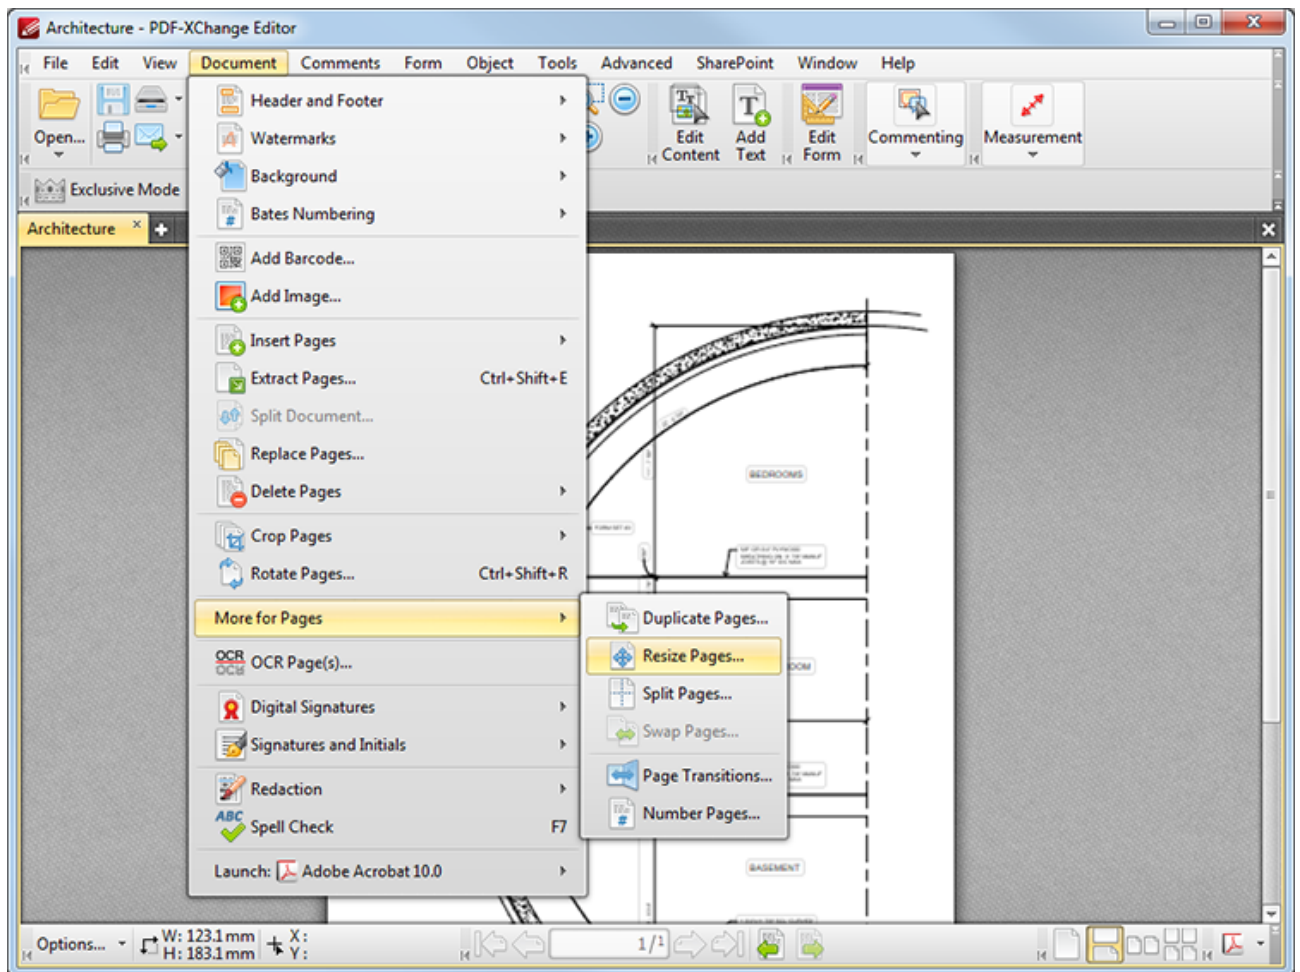 Architecture - PDF-XChange Editor
File Edit View Document Comments Form Object Tools Advanced SharePoint Window Help
Open...
Edit Content
Add Text
Edit Form
Commenting
Measurement
Exclusive Mode
Architecture
Header and Footer
Watermarks
Background
Bates Numbering
Add Barcode...
Add Image...
Insert Pages
Extract Pages... Ctrl+Shift+E
Split Document...
Replace Pages...
Delete Pages
Crop Pages
Rotate Pages... Ctrl+Shift+R
More for Pages
OCR Page(s)...
Digital Signatures
Signatures and Initials
Redaction
ABC Spell Check F7
Launch: Adobe Acrobat 10.0
Duplicate Pages...
Resize Pages...
Split Pages...
Swap Pages...
Page Transitions...
Number Pages...
BEDROOMS
BASEMENT
Options... W: 123.1 mm X:
H: 183.1 mm Y:
1/1